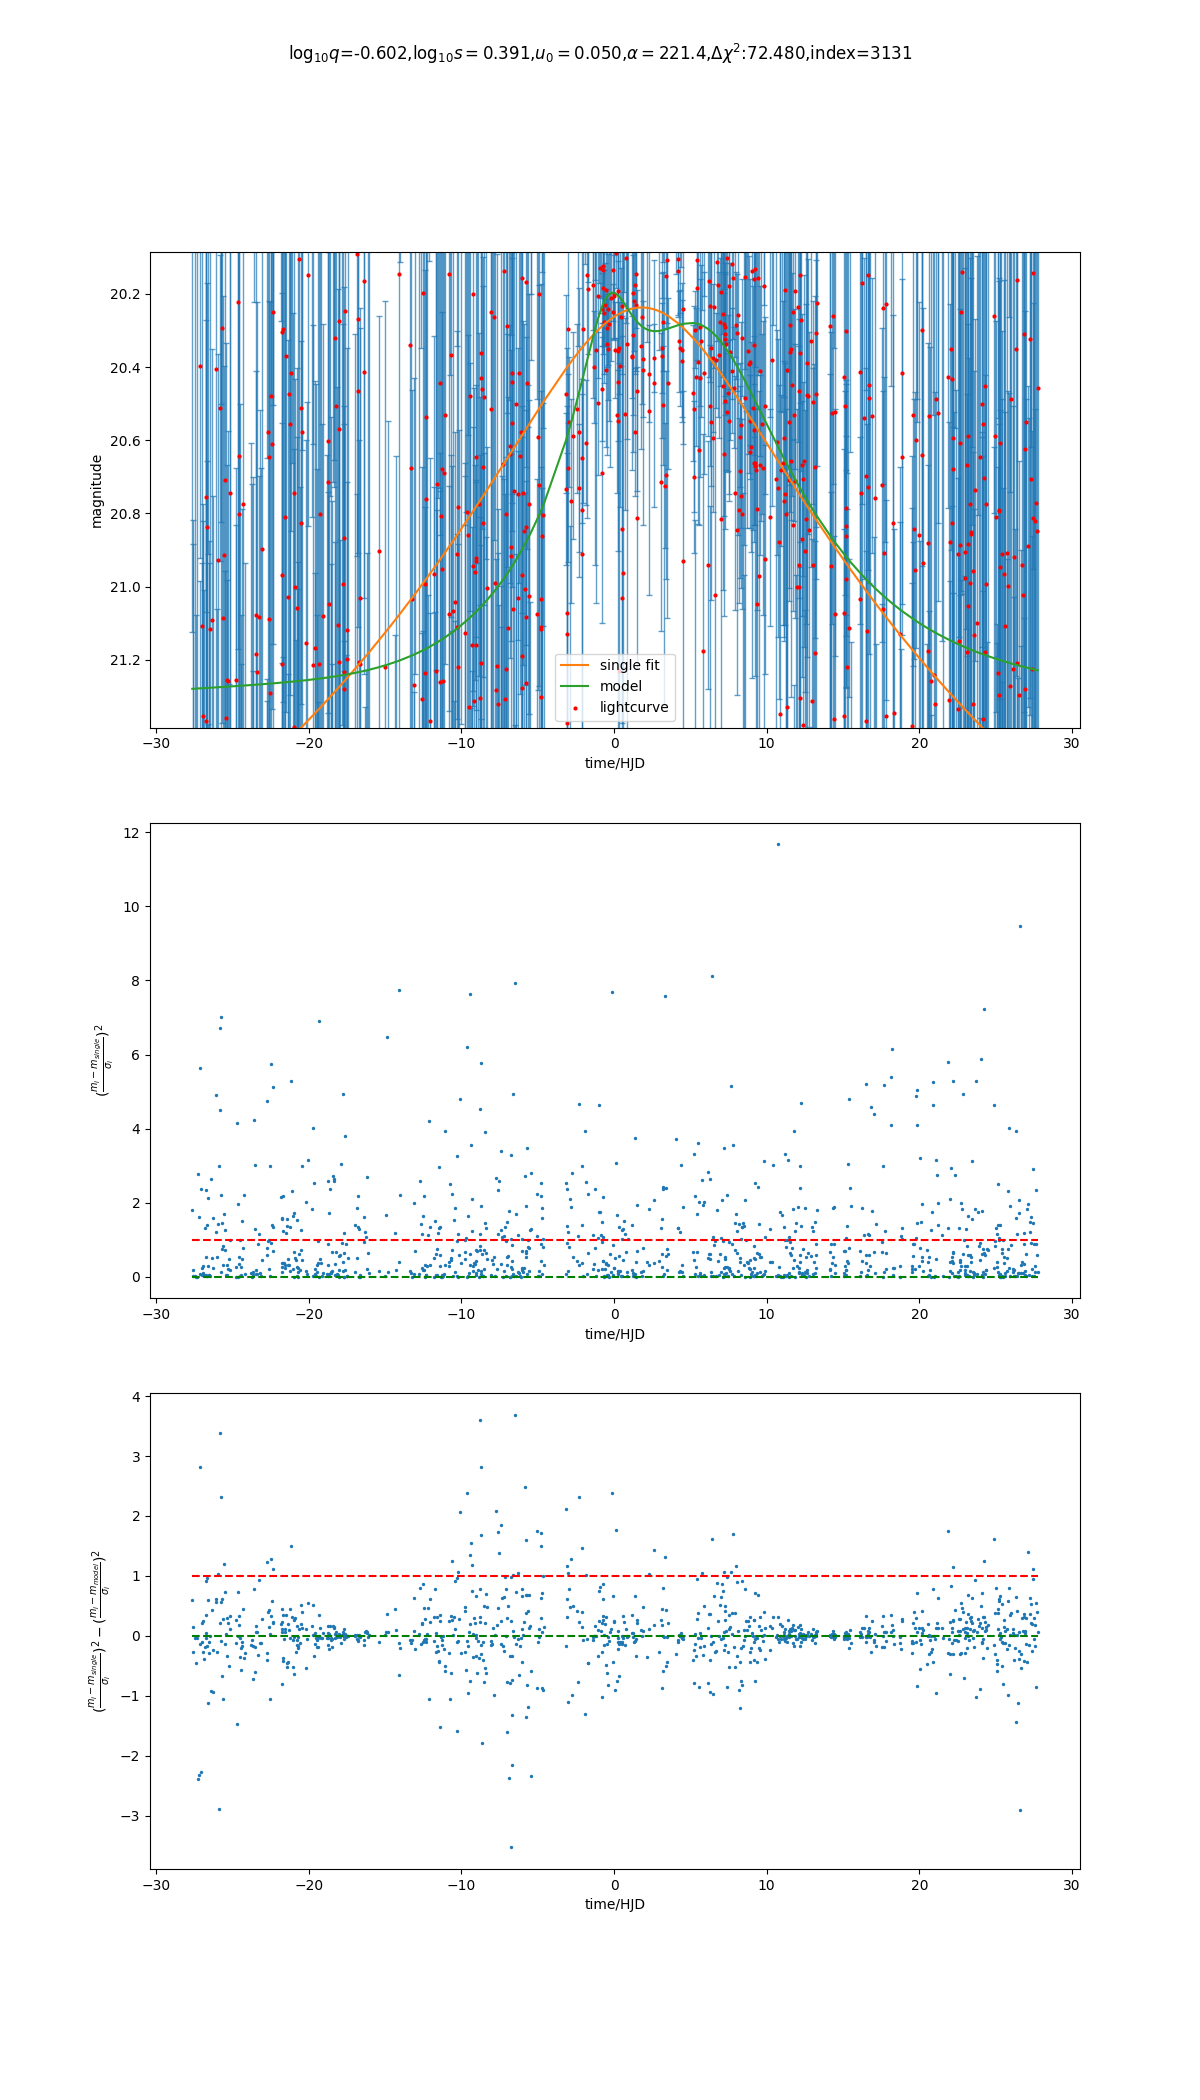 log₁₀q=-0.602,log₁₀s = 0.391,u₀ = 0.050,α = 221.4,Δχ²:72.480,index=3131
20.2
20.4
20.6
20.8
21.0
21.2
magnitude
single fit
model
lightcurve
−30 −20 −10 0 10 20 30
time/HJD
12
10
8
6
4
2
0
((mᵢ − m_single)/σᵢ)²
−30 −20 −10 0 10 20 30
time/HJD
4
3
2
1
0
−1
−2
−3
((mᵢ − m_single)/σᵢ)² − ((mᵢ − m_model)/σᵢ)²
−30 −20 −10 0 10 20 30
time/HJD